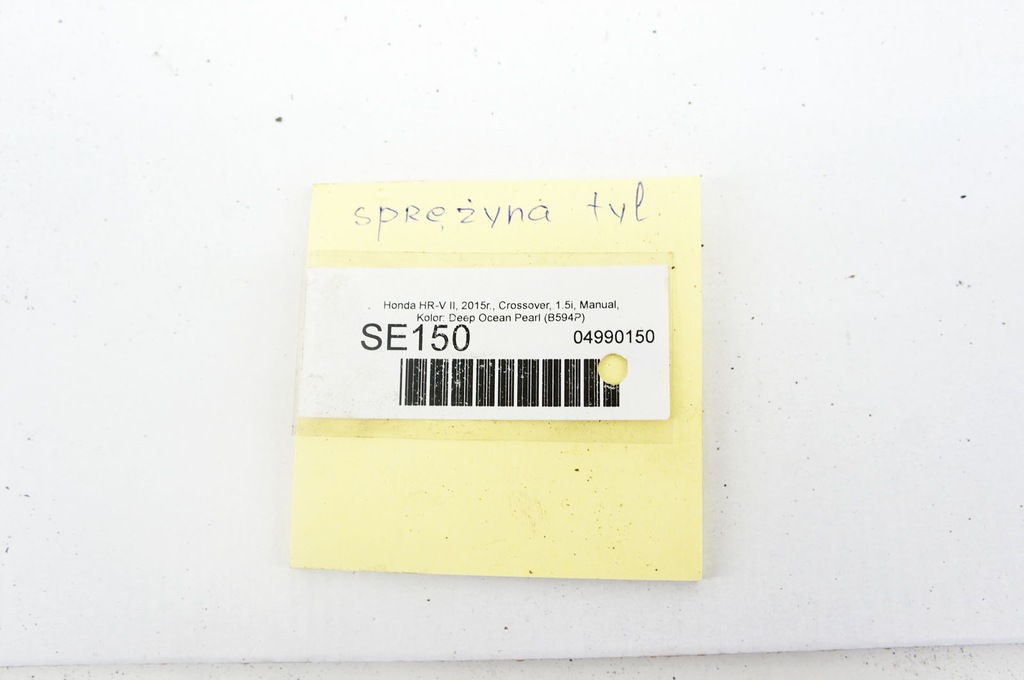 sprężyna tył
Honda HR-V II, 2015r., Crossover, 1.5i, Manual,
Kolor: Deep Ocean Pearl (B594P)
SE150 04990150